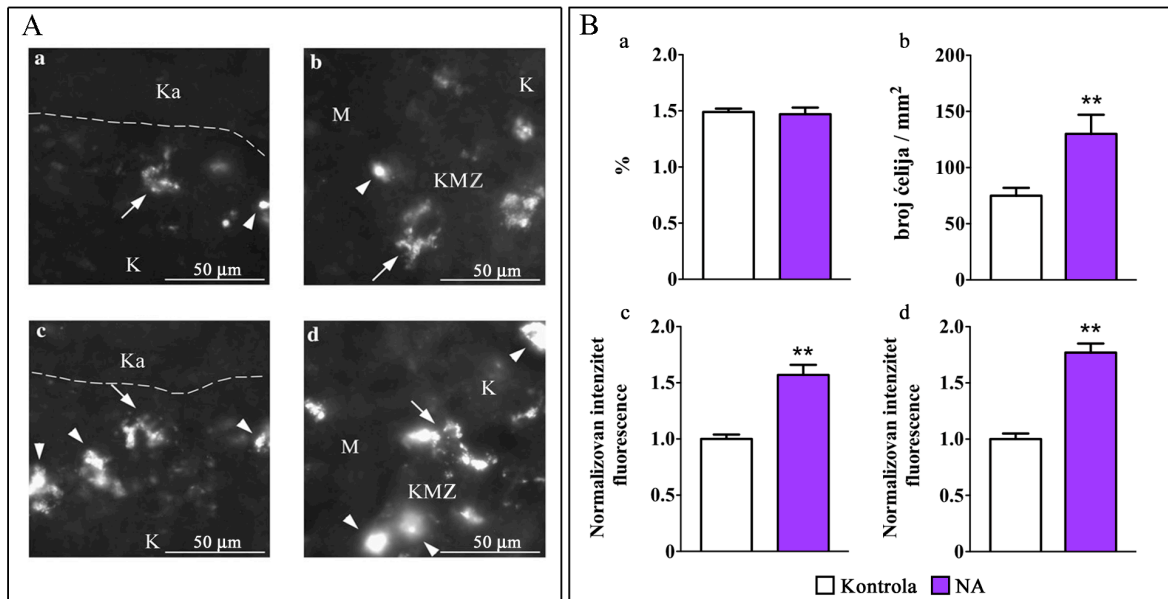 A
a
Ka
K
50 µm
b
K
M
KMZ
50 µm
c
Ka
K
50 µm
d
K
M
KMZ
50 µm
B
a
%
2.0
1.5
1.0
0.5
0
b
broj ćelija / mm²
200
150
100
50
0
**
c
Normalizovan intenzitet
fluorescence
2.0
1.5
1.0
0.5
0
**
d
Normalizovan intenzitet
fluorescence
2.0
1.5
1.0
0.5
0
**
Kontrola NA